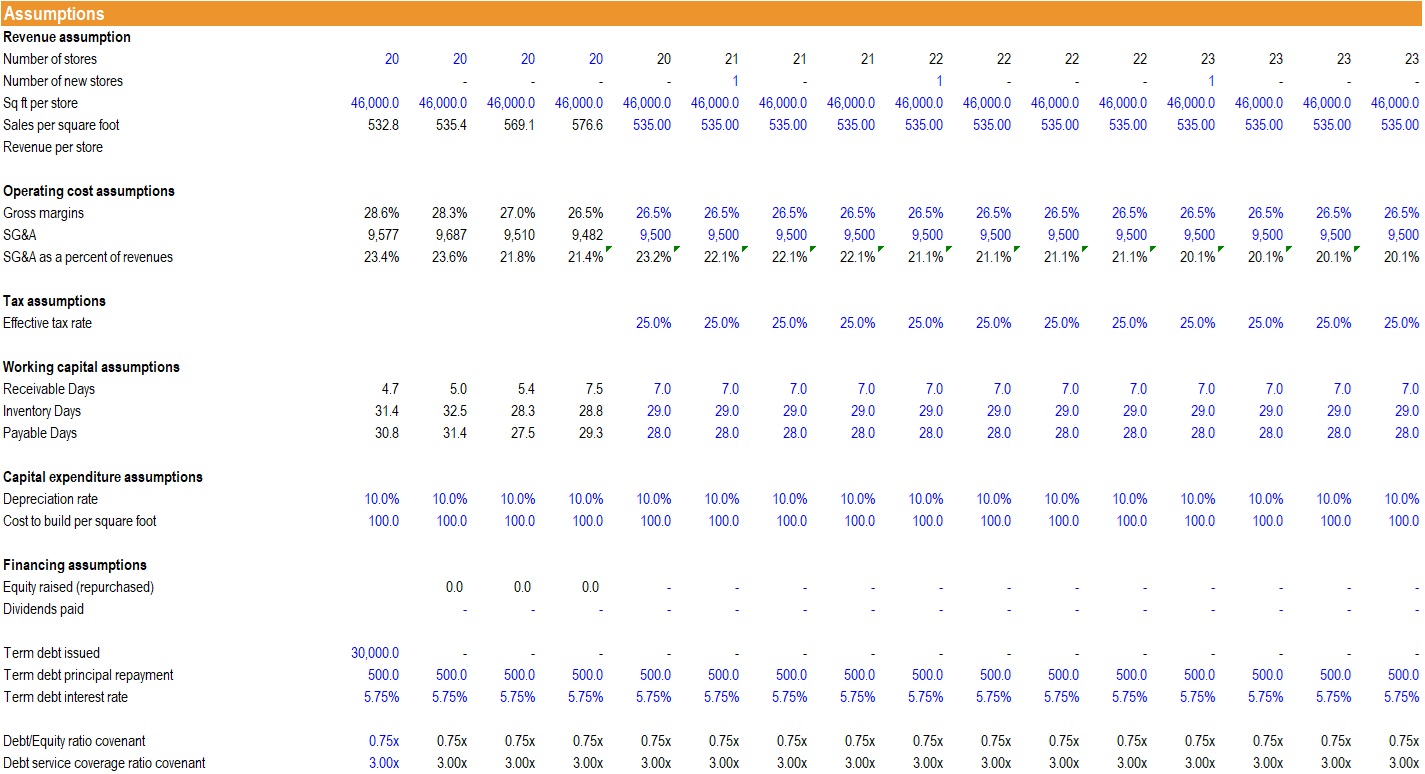 Assumptions
Revenue assumption
Number of stores 20 20 20 20 20 21 21 21 22 22 22 22 23 23 23 23
Number of new stores - - - - 1 - - 1 - - - 1 - - -
Sq ft per store 46,000.0 46,000.0 46,000.0 46,000.0 46,000.0 46,000.0 46,000.0 46,000.0 46,000.0 46,000.0 46,000.0 46,000.0 46,000.0 46,000.0 46,000.0 46,000.0
Sales per square foot 532.8 535.4 569.1 576.6 535.00 535.00 535.00 535.00 535.00 535.00 535.00 535.00 535.00 535.00 535.00 535.00
Revenue per store
Operating cost assumptions
Gross margins 28.6% 28.3% 27.0% 26.5% 26.5% 26.5% 26.5% 26.5% 26.5% 26.5% 26.5% 26.5% 26.5% 26.5% 26.5% 26.5%
SG&A 9,577 9,687 9,510 9,482 9,500 9,500 9,500 9,500 9,500 9,500 9,500 9,500 9,500 9,500 9,500 9,500
SG&A as a percent of revenues 23.4% 23.6% 21.8% 21.4% 23.2% 22.1% 22.1% 22.1% 21.1% 21.1% 21.1% 21.1% 20.1% 20.1% 20.1% 20.1%
Tax assumptions
Effective tax rate 25.0% 25.0% 25.0% 25.0% 25.0% 25.0% 25.0% 25.0% 25.0% 25.0% 25.0% 25.0%
Working capital assumptions
Receivable Days 4.7 5.0 5.4 7.5 7.0 7.0 7.0 7.0 7.0 7.0 7.0 7.0 7.0 7.0 7.0 7.0
Inventory Days 31.4 32.5 28.3 28.8 29.0 29.0 29.0 29.0 29.0 29.0 29.0 29.0 29.0 29.0 29.0 29.0
Payable Days 30.8 31.4 27.5 29.3 28.0 28.0 28.0 28.0 28.0 28.0 28.0 28.0 28.0 28.0 28.0 28.0
Capital expenditure assumptions
Depreciation rate 10.0% 10.0% 10.0% 10.0% 10.0% 10.0% 10.0% 10.0% 10.0% 10.0% 10.0% 10.0% 10.0% 10.0% 10.0% 10.0%
Cost to build per square foot 100.0 100.0 100.0 100.0 100.0 100.0 100.0 100.0 100.0 100.0 100.0 100.0 100.0 100.0 100.0 100.0
Financing assumptions
Equity raised (repurchased) 0.0 0.0 0.0 - - - - - - - - - - - -
Dividends paid - - - - - - - - - - - - - - -
Term debt issued 30,000.0 - - - - - - - - - - - - - - -
Term debt principal repayment 500.0 500.0 500.0 500.0 500.0 500.0 500.0 500.0 500.0 500.0 500.0 500.0 500.0 500.0 500.0 500.0
Term debt interest rate 5.75% 5.75% 5.75% 5.75% 5.75% 5.75% 5.75% 5.75% 5.75% 5.75% 5.75% 5.75% 5.75% 5.75% 5.75% 5.75%
Debt/Equity ratio covenant 0.75x 0.75x 0.75x 0.75x 0.75x 0.75x 0.75x 0.75x 0.75x 0.75x 0.75x 0.75x 0.75x 0.75x 0.75x 0.75x
Debt service coverage ratio covenant 3.00x 3.00x 3.00x 3.00x 3.00x 3.00x 3.00x 3.00x 3.00x 3.00x 3.00x 3.00x 3.00x 3.00x 3.00x 3.00x